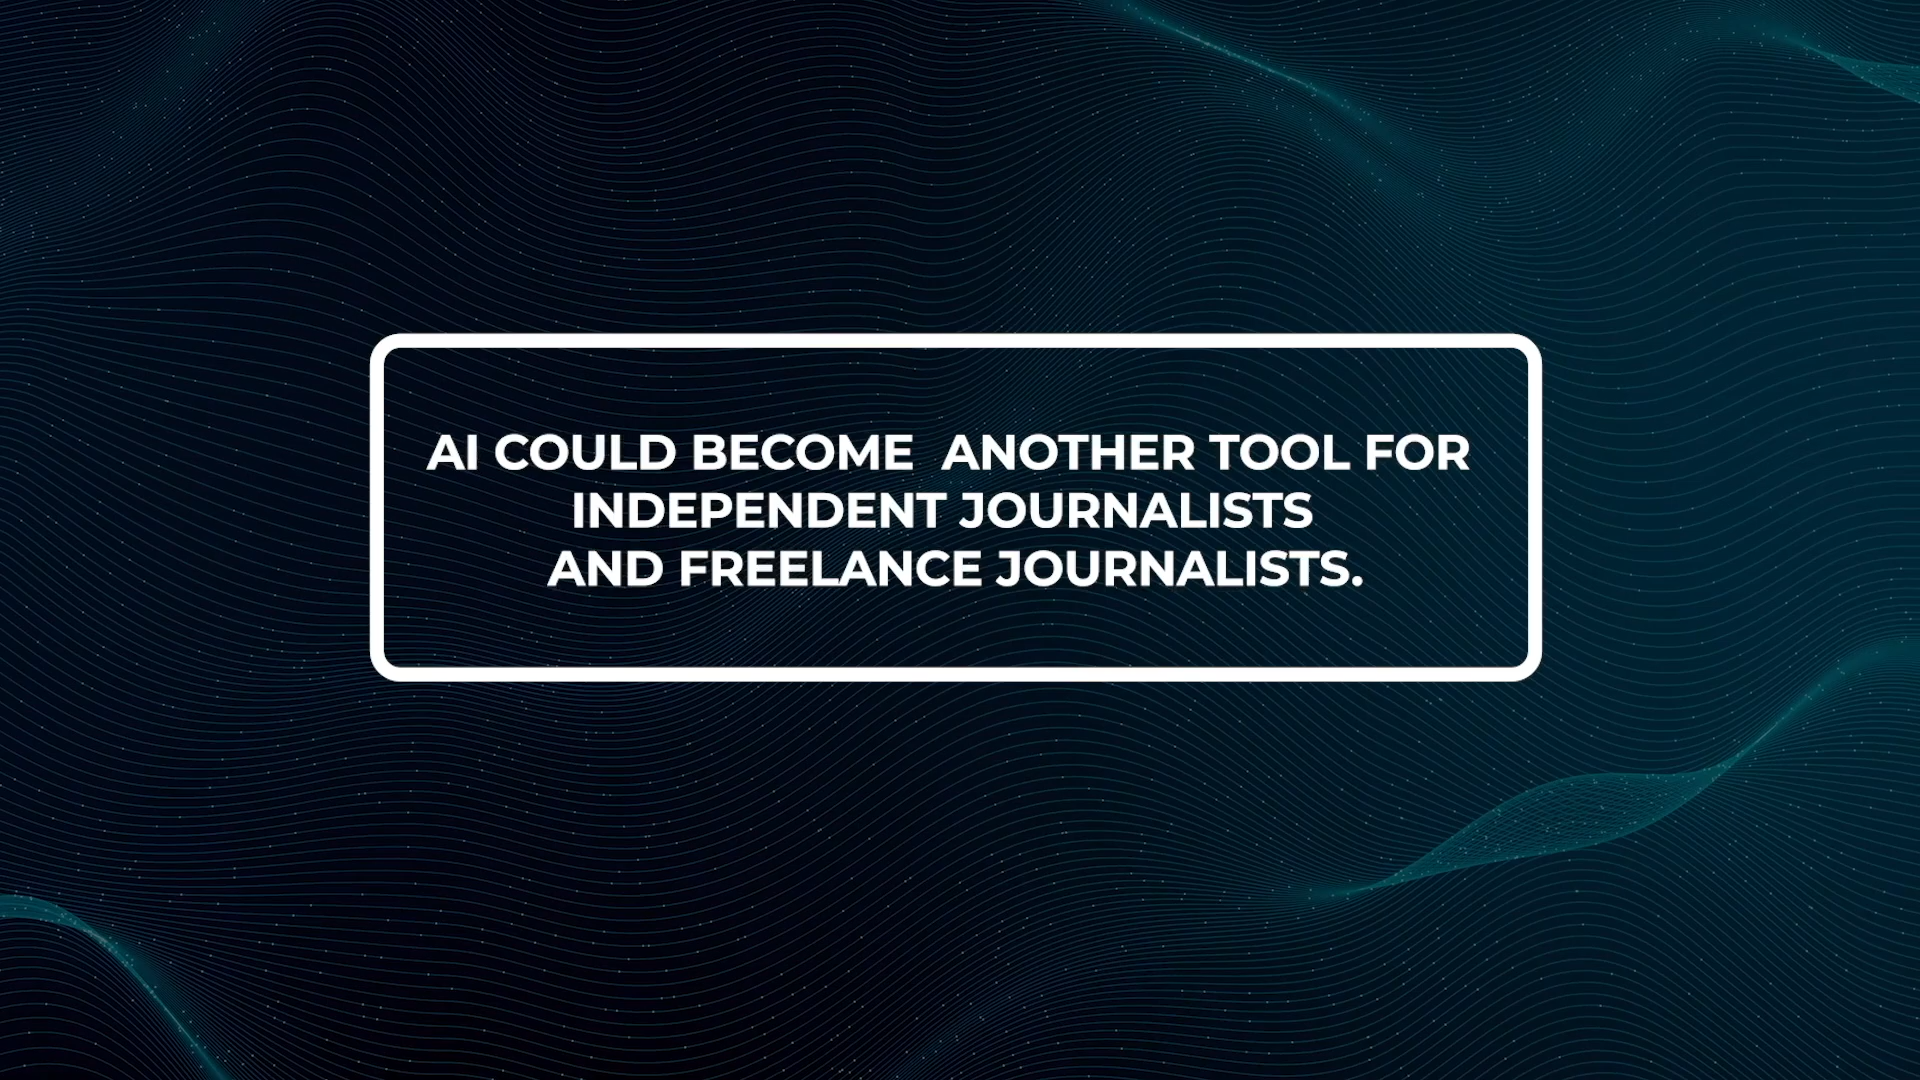 AI COULD BECOME  ANOTHER TOOL FOR
INDEPENDENT JOURNALISTS
AND FREELANCE JOURNALISTS.